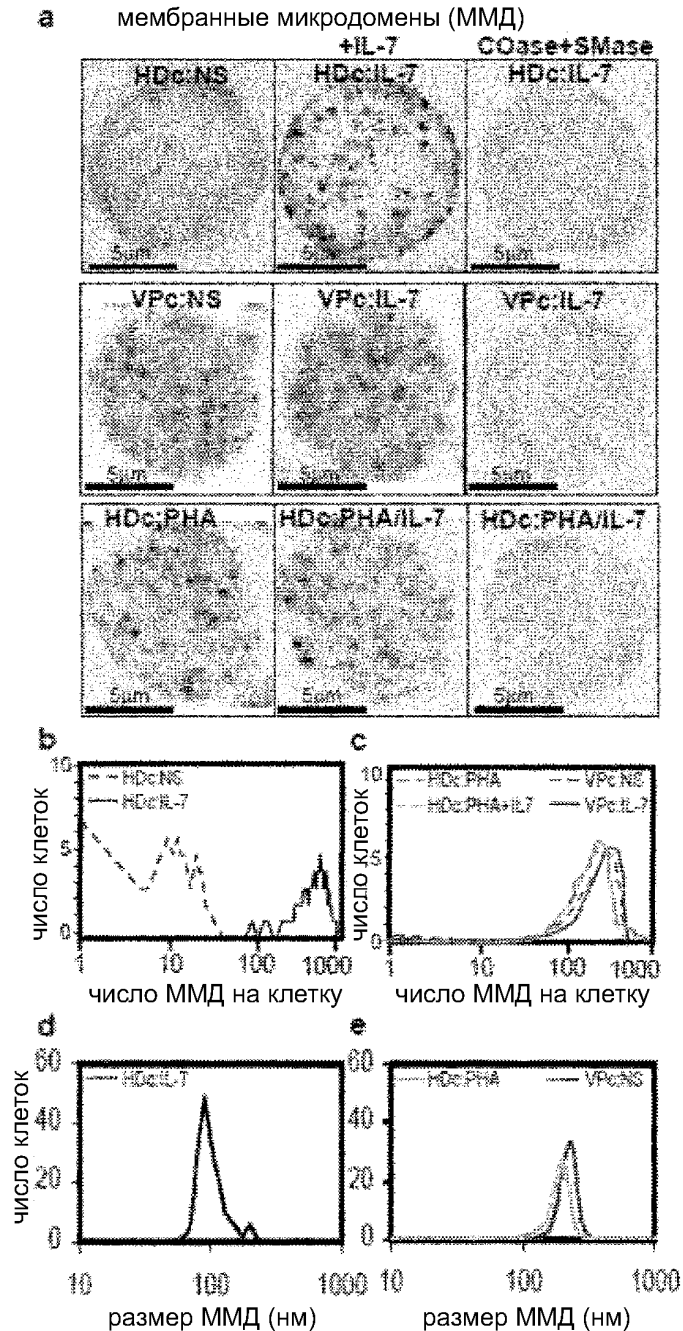 a мембранные микродомены (ММД)
+IL-7 COase+SMase
HDc:NS HDc:IL-7 HDc:IL-7
5µm 5µm 5µm
VPc:NS VPc:IL-7 VPc:IL-7
5µm 5µm 5µm
HDc:PHA HDc:PHA/IL-7 HDc:PHA/IL-7
5µm 5µm 5µm
b c
10 HDc:NS 10 HDc:PHA VPc:NS
HDc:IL-7 HDc:PHA+IL7 VPc:IL-7
5 5
число клеток число клеток
0 0
1 10 100 1000 1 10 100 1000
число ММД на клетку число ММД на клетку
d e
60 HDc:IL-7 60 HDc:PHA VPc:NS
40 40
число клеток
20 20
0 0
10 100 1000 10 100 1000
размер ММД (нм) размер ММД (нм)